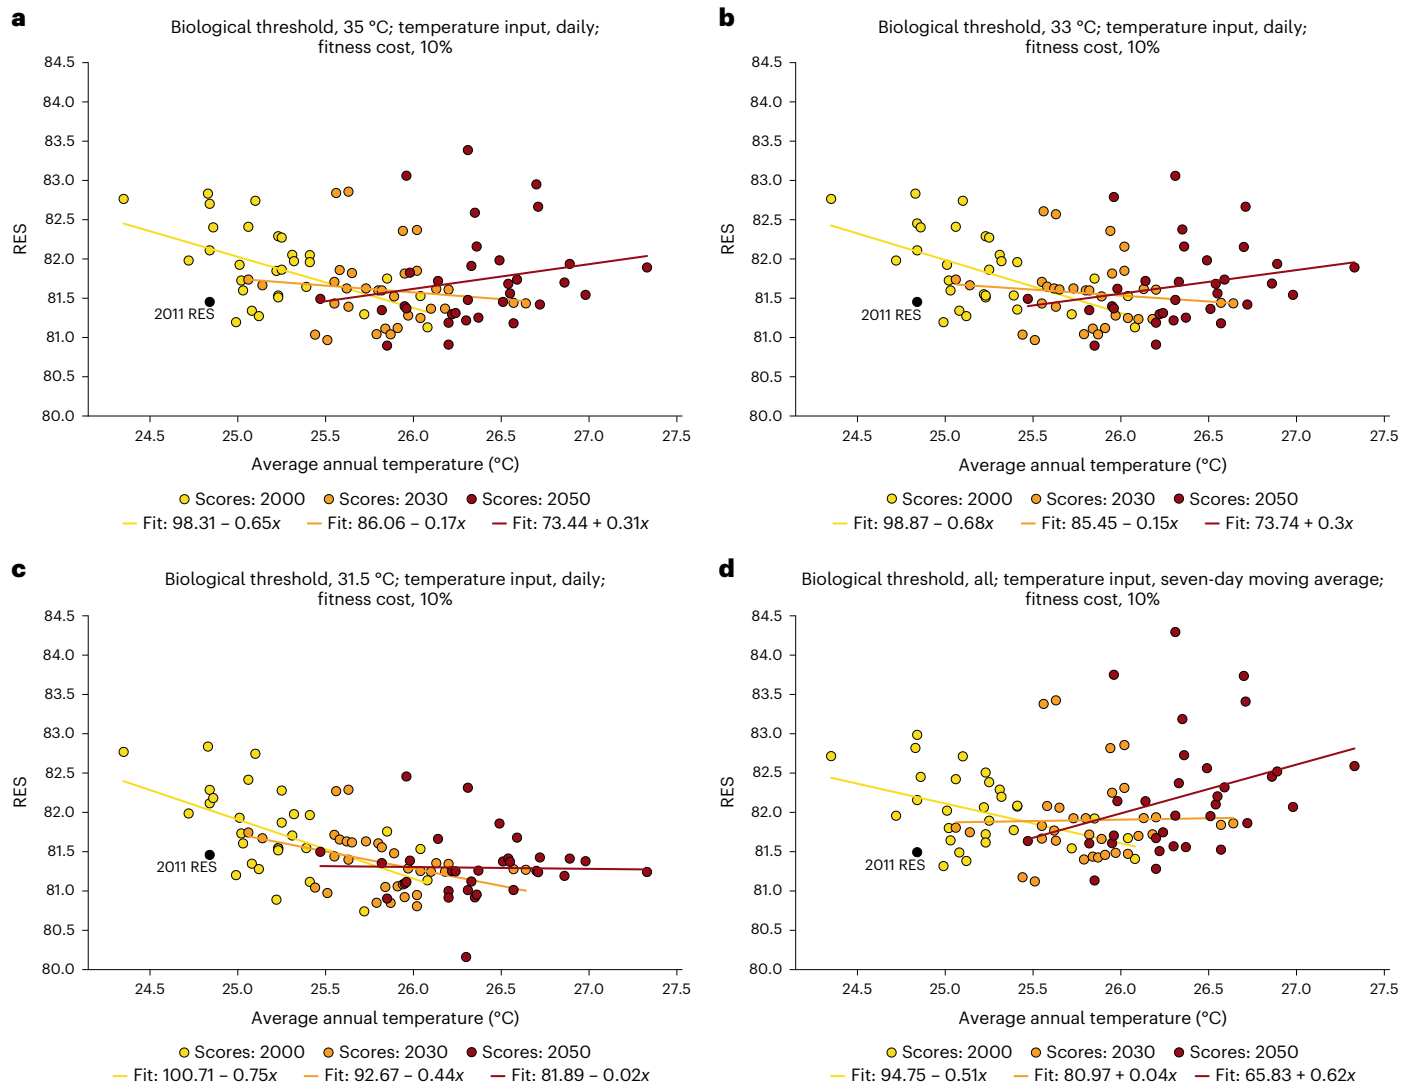 a
Biological threshold, 35 °C; temperature input, daily;
fitness cost, 10%
84.5
84.0
83.5
83.0
82.5
82.0
81.5
81.0
80.5
80.0
RES
2011 RES
24.5 25.0 25.5 26.0 26.5 27.0 27.5
Average annual temperature (°C)
Scores: 2000 Scores: 2030 Scores: 2050
Fit: 98.31 – 0.65x Fit: 86.06 – 0.17x Fit: 73.44 + 0.31x
b
Biological threshold, 33 °C; temperature input, daily;
fitness cost, 10%
84.5
84.0
83.5
83.0
82.5
82.0
81.5
81.0
80.5
80.0
RES
2011 RES
24.5 25.0 25.5 26.0 26.5 27.0 27.5
Average annual temperature (°C)
Scores: 2000 Scores: 2030 Scores: 2050
Fit: 98.87 – 0.68x Fit: 85.45 – 0.15x Fit: 73.74 + 0.3x
c
Biological threshold, 31.5 °C; temperature input, daily;
fitness cost, 10%
84.5
84.0
83.5
83.0
82.5
82.0
81.5
81.0
80.5
80.0
RES
2011 RES
24.5 25.0 25.5 26.0 26.5 27.0 27.5
Average annual temperature (°C)
Scores: 2000 Scores: 2030 Scores: 2050
Fit: 100.71 – 0.75x Fit: 92.67 – 0.44x Fit: 81.89 – 0.02x
d
Biological threshold, all; temperature input, seven-day moving average;
fitness cost, 10%
84.5
84.0
83.5
83.0
82.5
82.0
81.5
81.0
80.5
80.0
RES
2011 RES
24.5 25.0 25.5 26.0 26.5 27.0 27.5
Average annual temperature (°C)
Scores: 2000 Scores: 2030 Scores: 2050
Fit: 94.75 – 0.51x Fit: 80.97 + 0.04x Fit: 65.83 + 0.62x